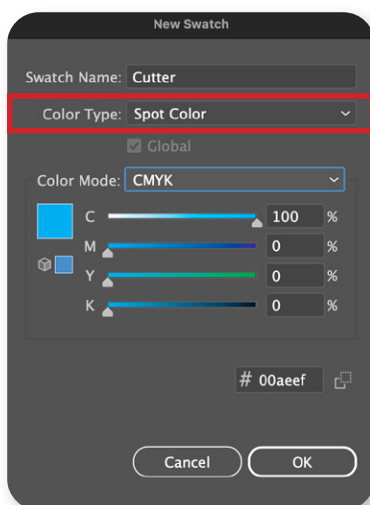 New Swatch
Swatch Name: Cutter
Color Type: Spot Color
Global
Color Mode: CMYK
C 100 %
M 0 %
Y 0 %
K 0 %
# 00aeef
Cancel OK